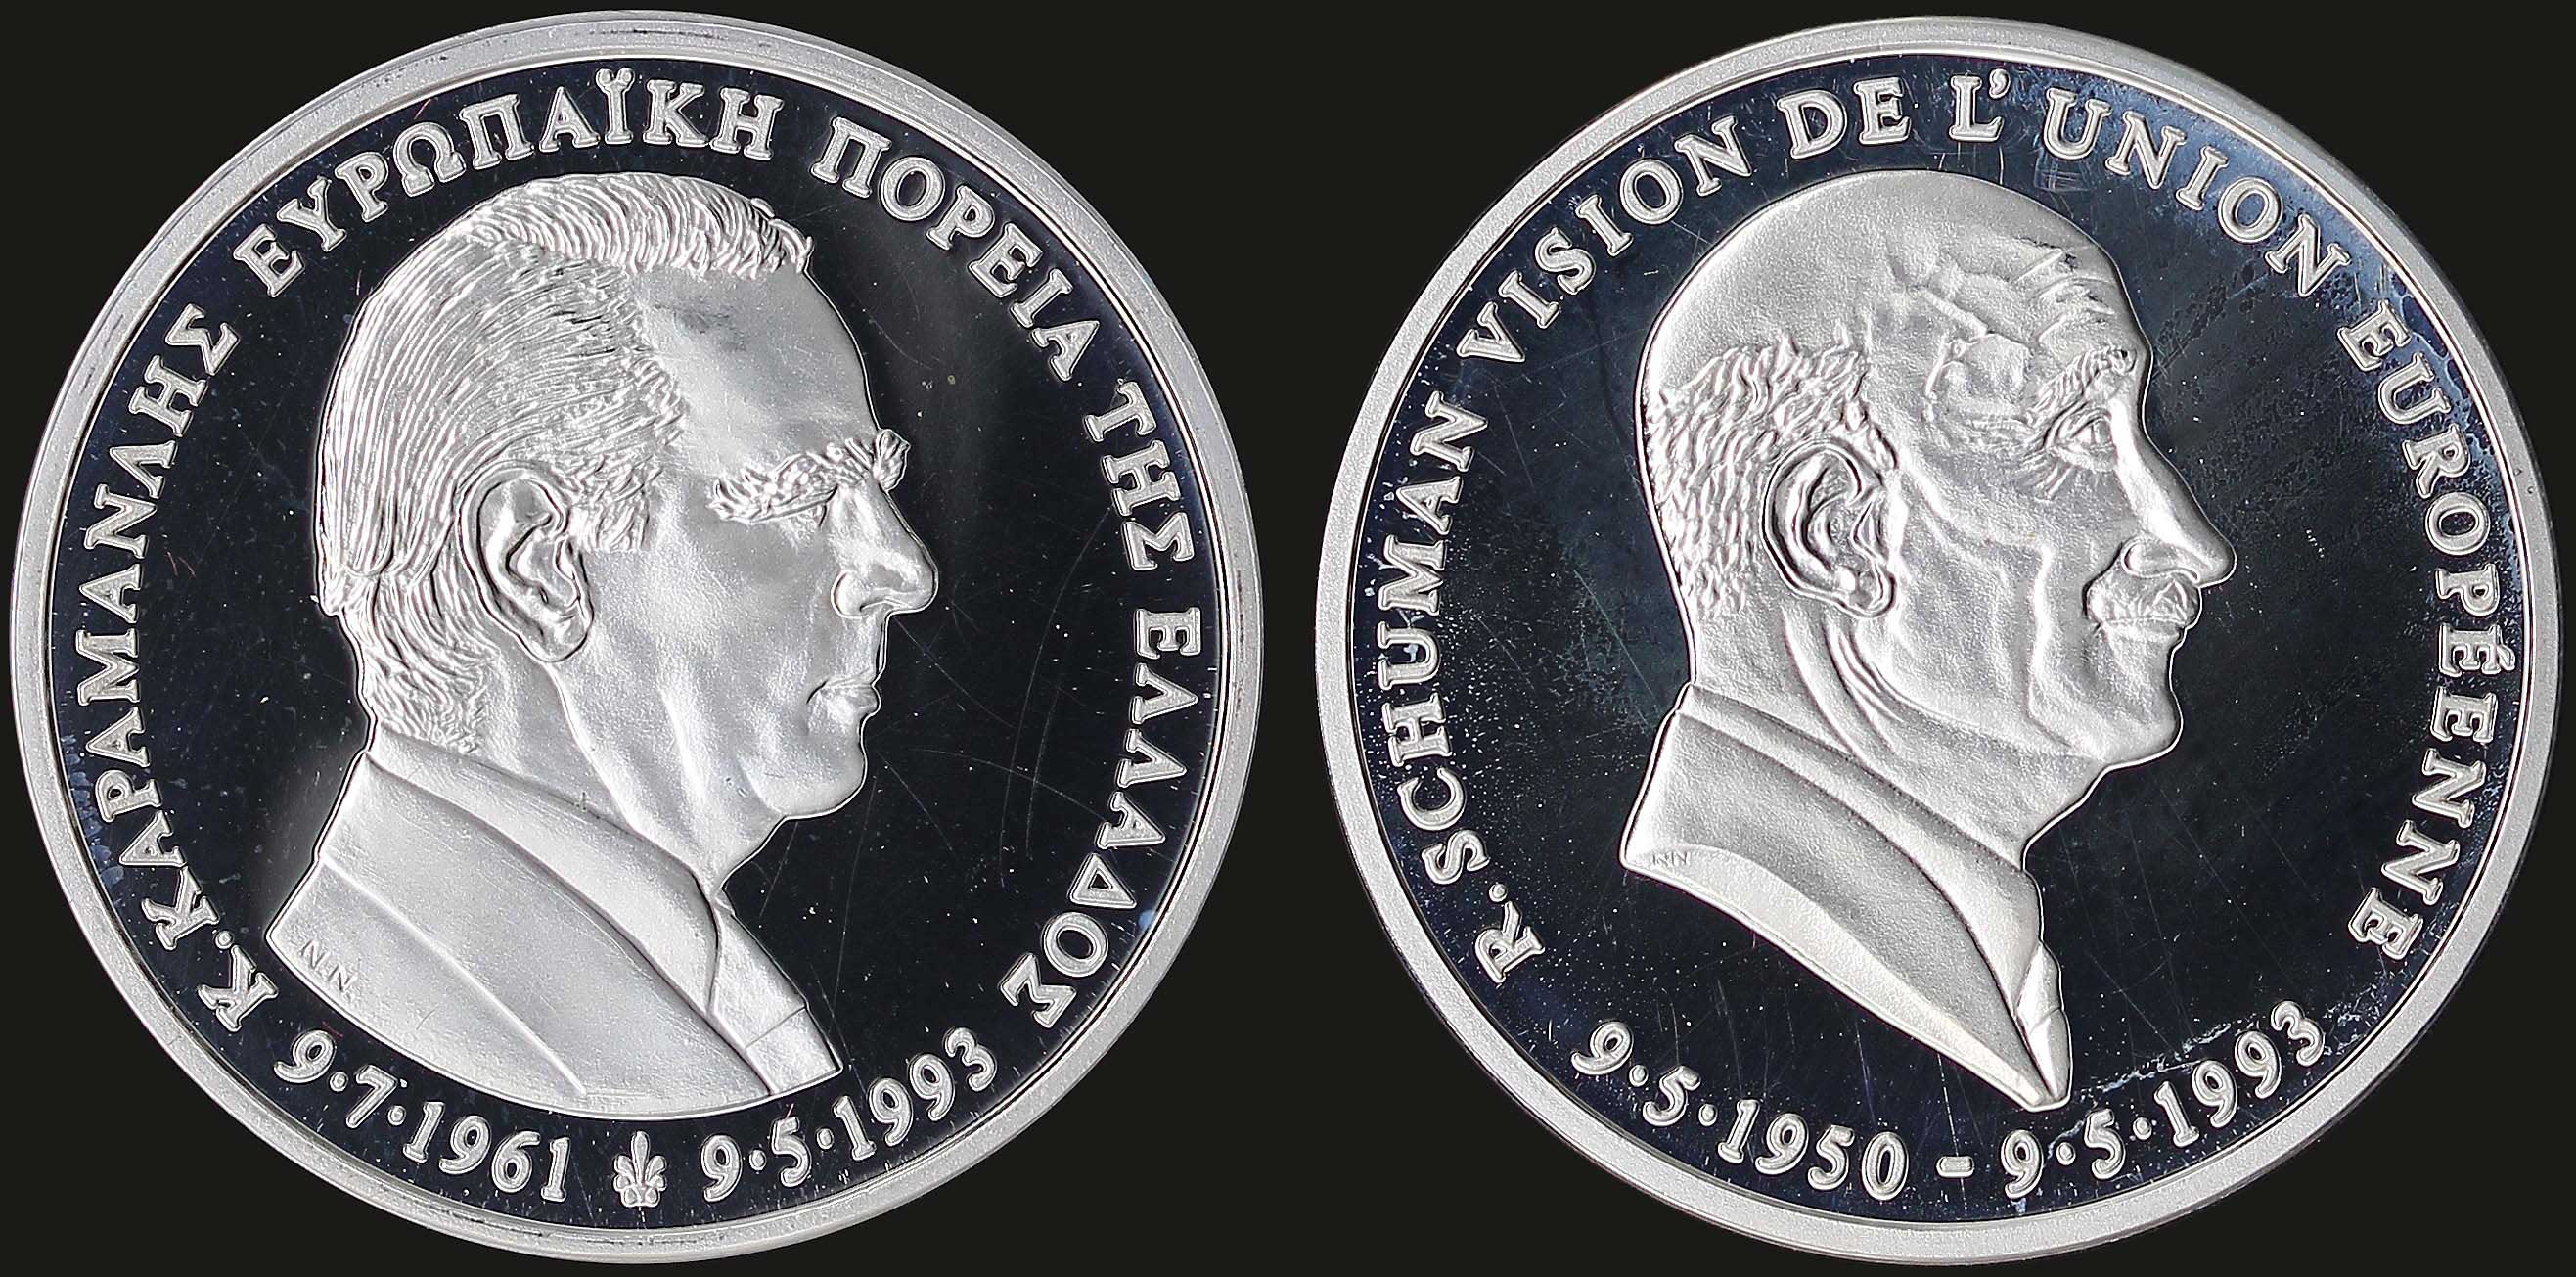 Κ. ΚΑΡΑΜΑΝΛΗΣ ΕΥΡΩΠΑΪΚΗ ΠΟΡΕΙΑ ΤΗΣ ΕΛΛΑΔΟΣ
9·7·1961 9·5·1993
N.N.
R. SCHUMAN VISION DE L'UNION EUROPÉENNE
9·5·1950 - 9·5·1993
NN